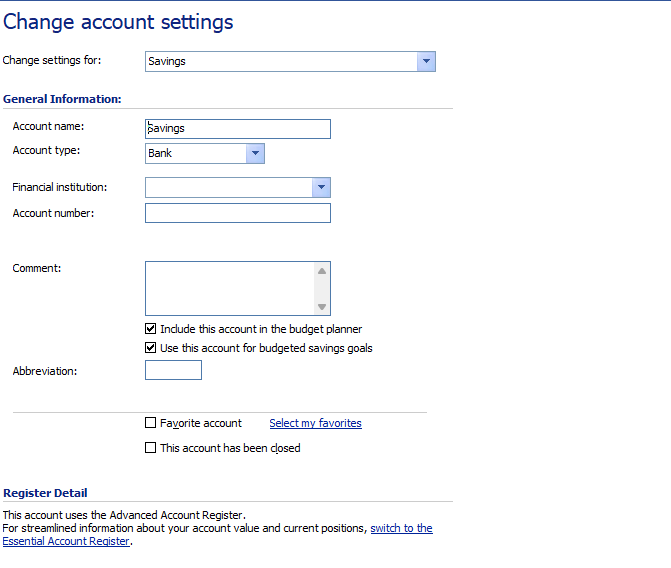 Change account settings
Change settings for: Savings
General Information:
Account name: Savings
Account type: Bank
Financial institution:
Account number:
Comment:
Include this account in the budget planner
Use this account for budgeted savings goals
Abbreviation:
Favorite account Select my favorites
This account has been closed
Register Detail
This account uses the Advanced Account Register.
For streamlined information about your account value and current positions, switch to the
Essential Account Register.